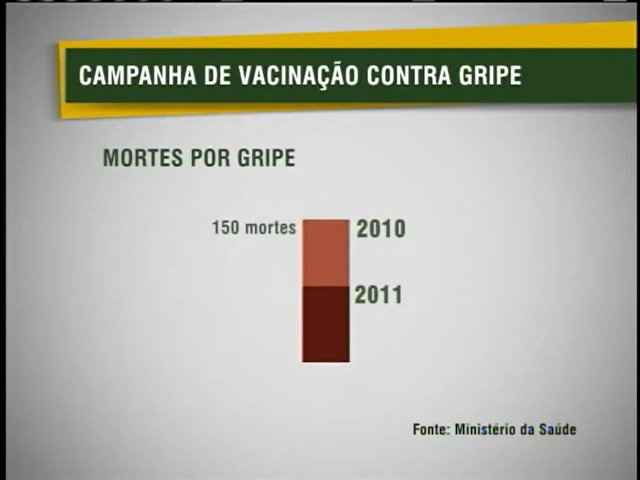 CAMPANHA DE VACINAÇÃO CONTRA GRIPE
MORTES POR GRIPE
150 mortes 2010
2011
Fonte: Ministério da Saúde